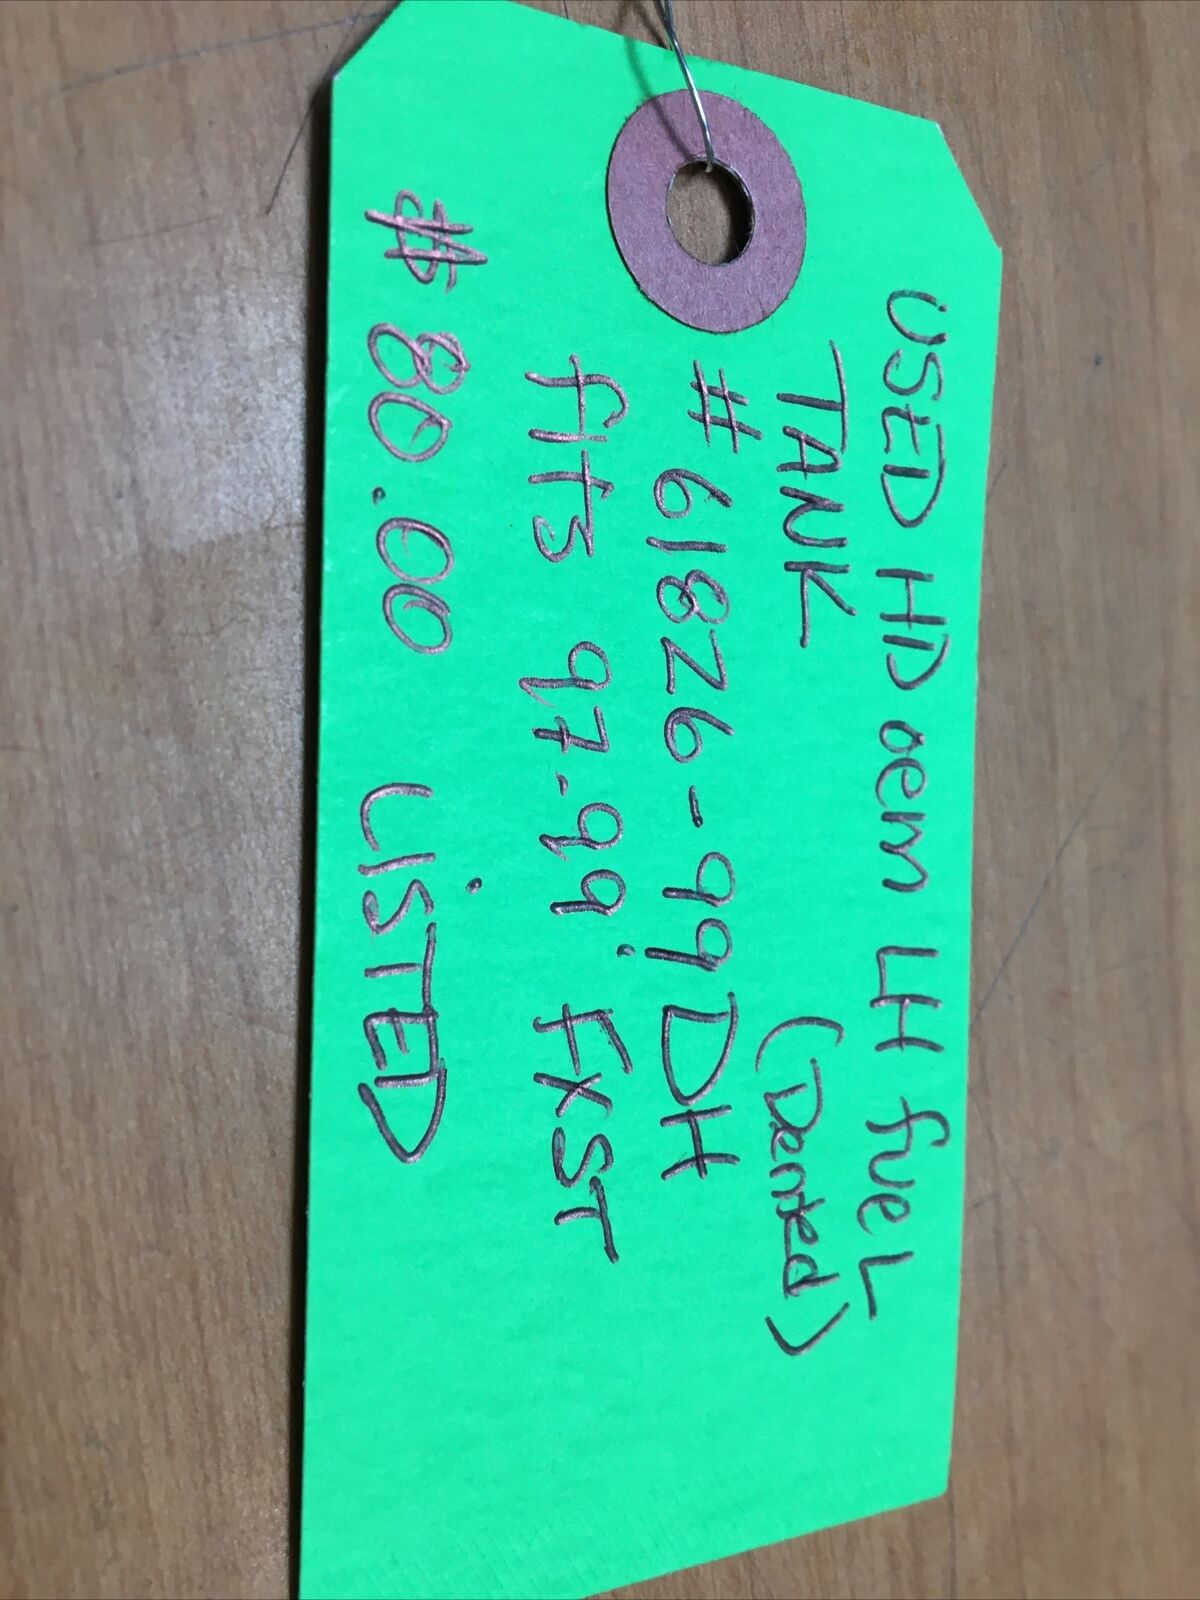 USED HD oem LH fueL
TANK (Dented)
# 61826-99DH
fits 97-99 FXST
$ 80.00 LiSTED